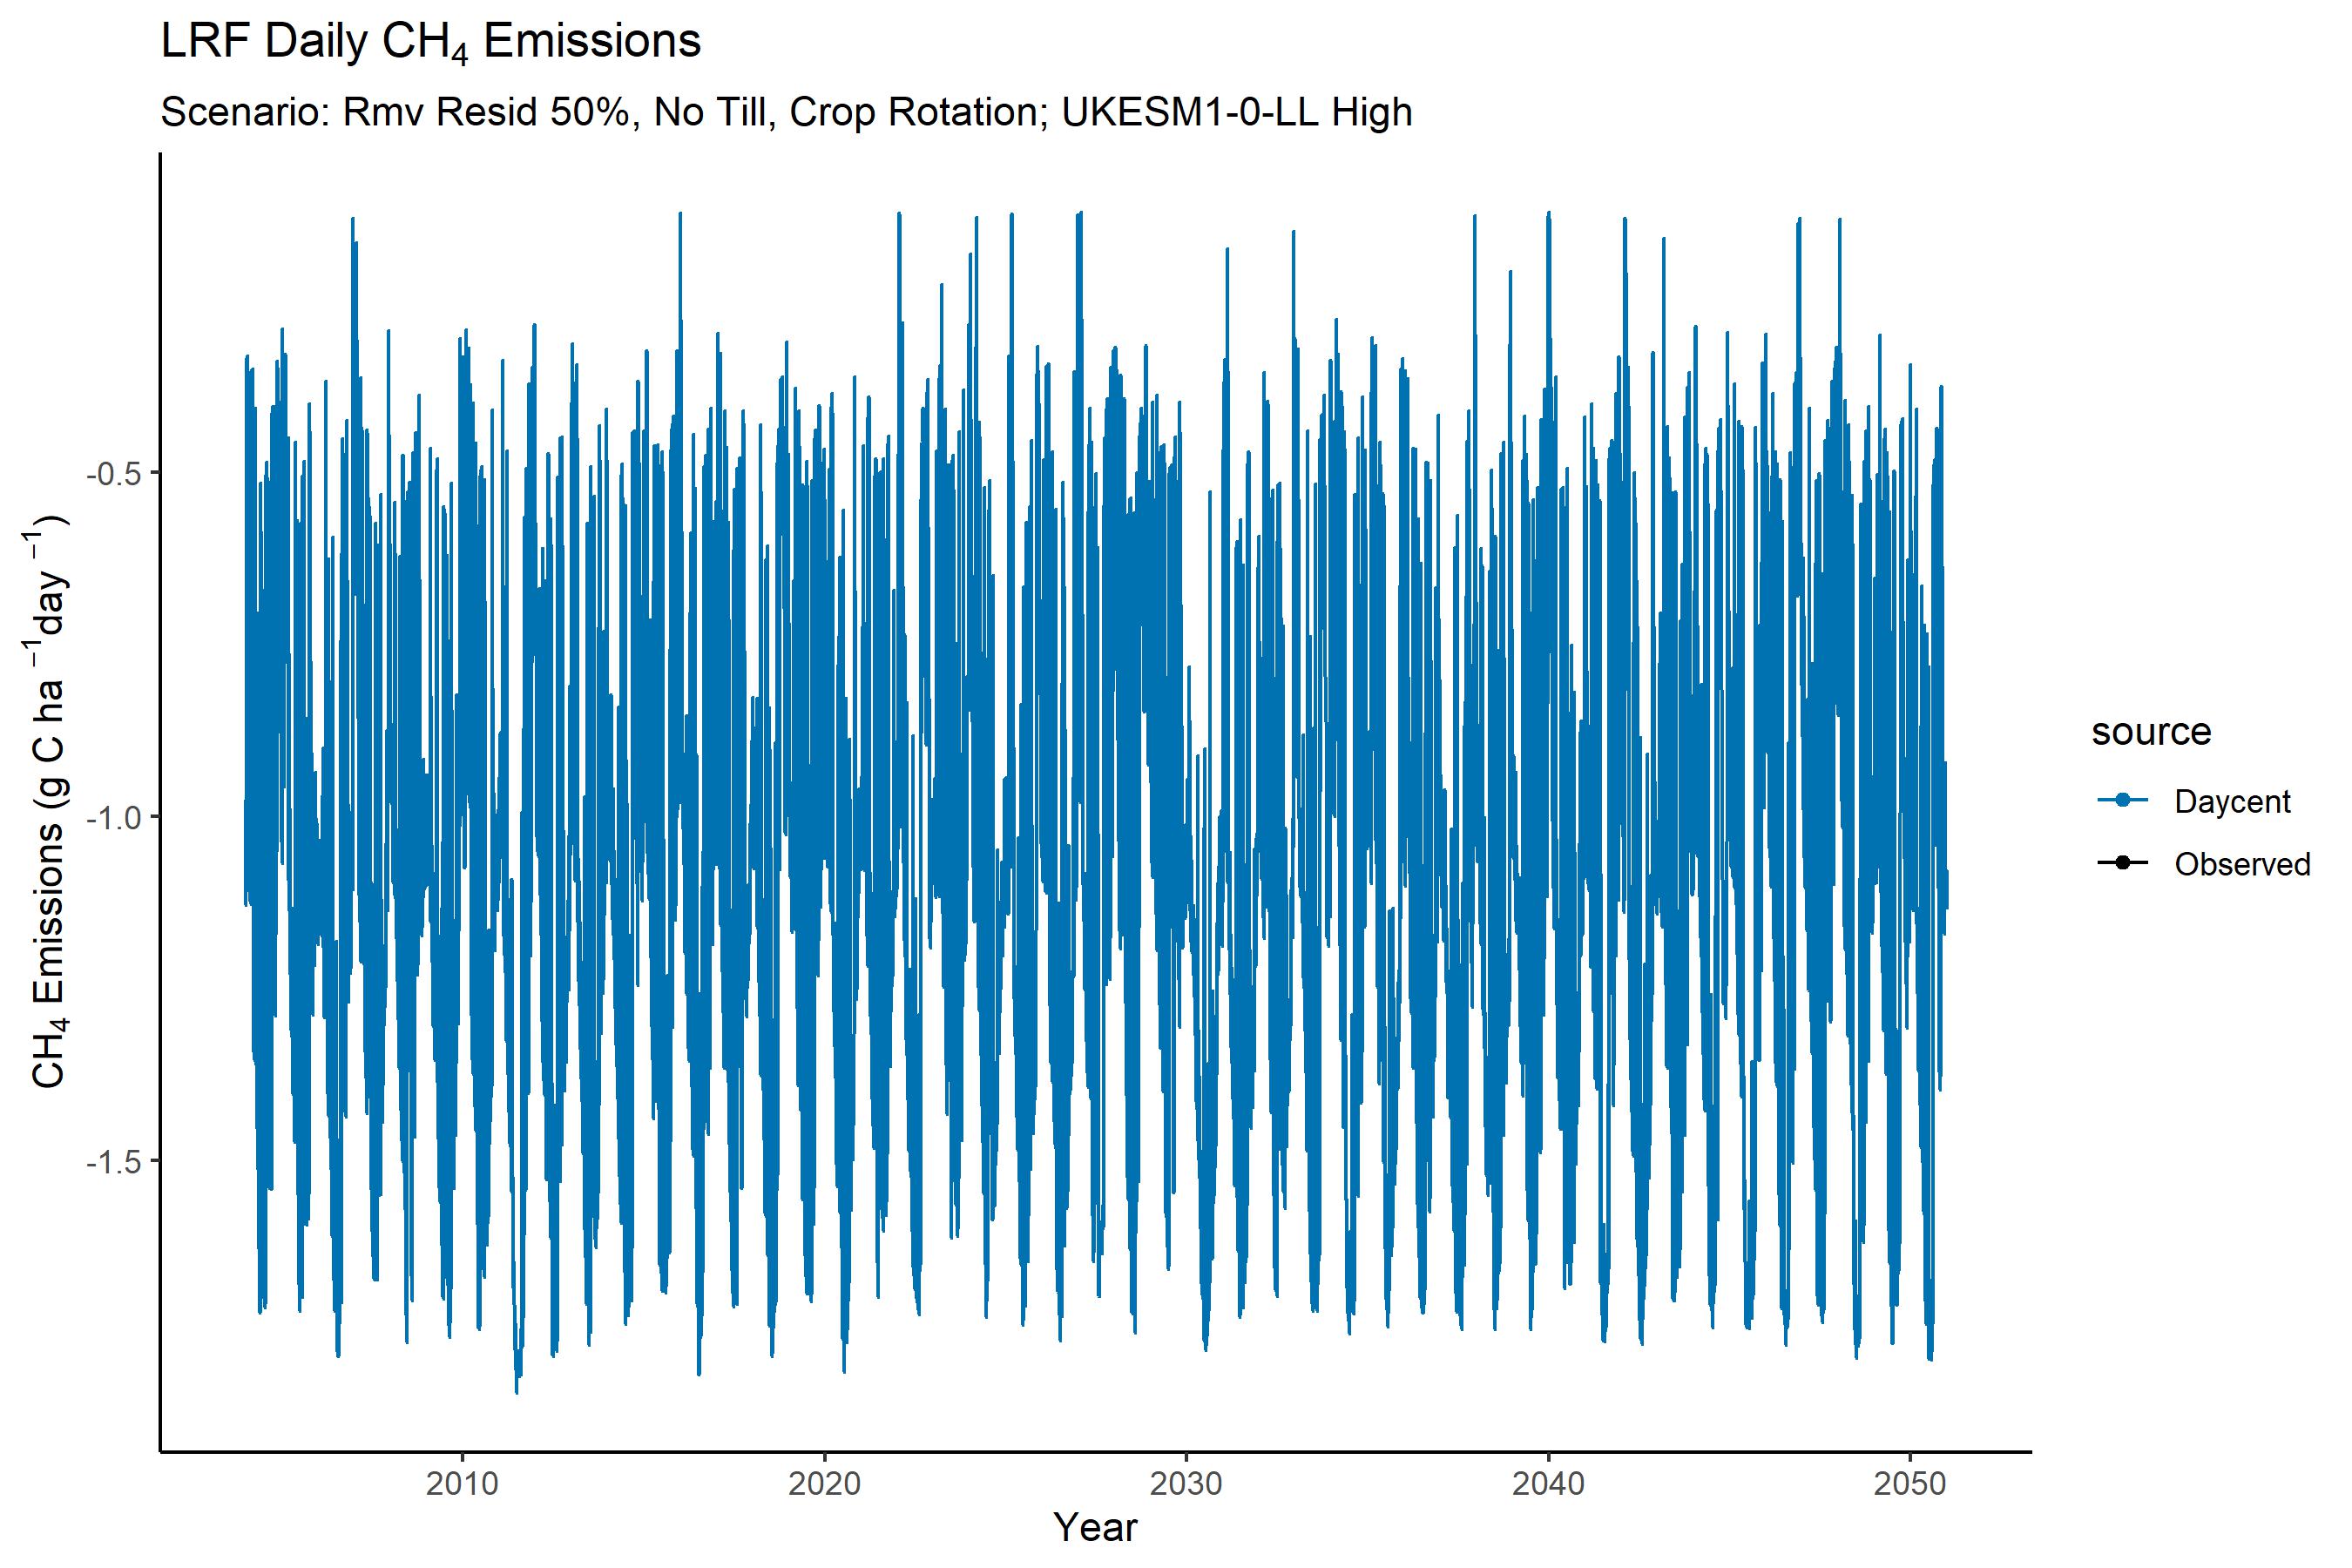 LRF Daily CH₄ Emissions
Scenario: Rmv Resid 50%, No Till, Crop Rotation; UKESM1-0-LL High
CH₄ Emissions (g C ha ⁻¹day ⁻¹)
-0.5
-1.0
-1.5
2010 2020 2030 2040 2050
Year
source
Daycent
Observed